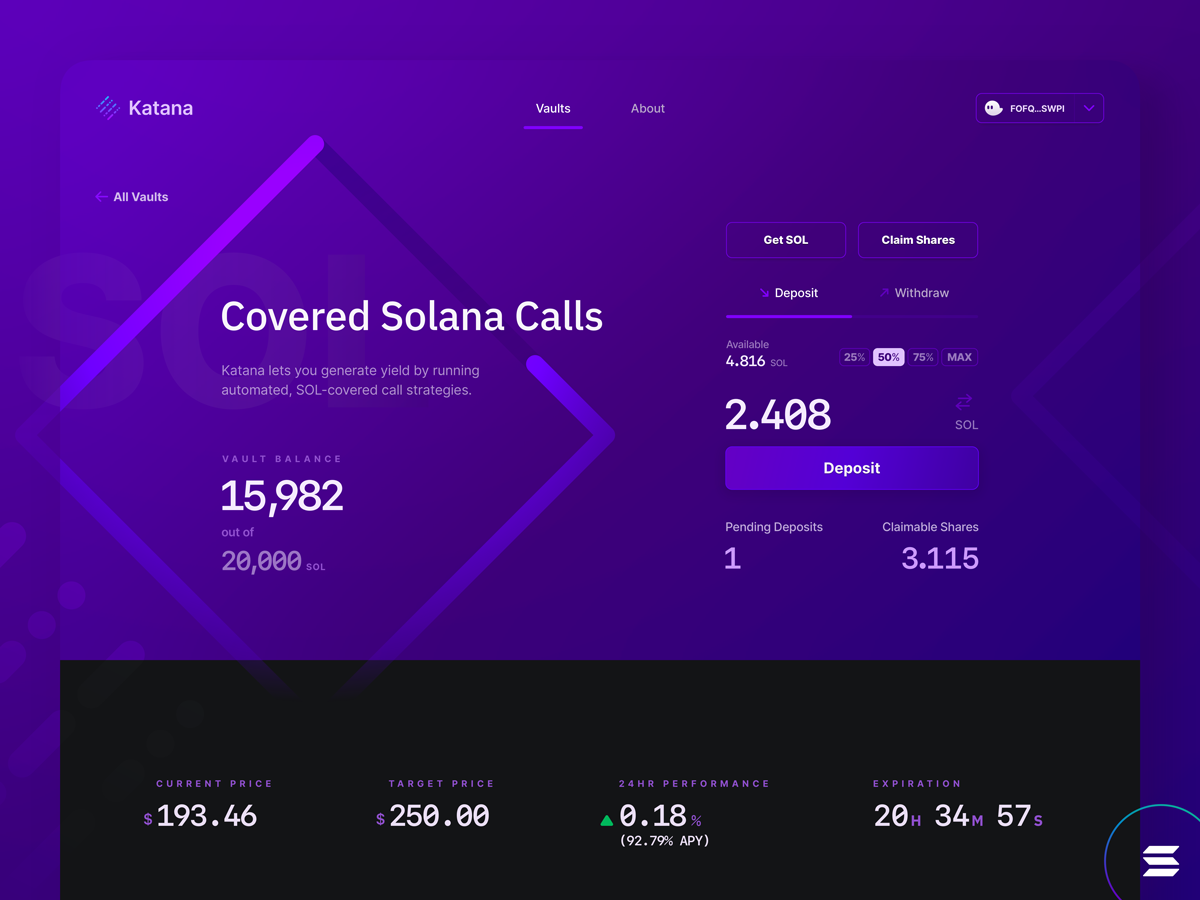 Katana
Vaults
About
FOFQ...SWPI
All Vaults
SOL
Get SOL
Claim Shares
Deposit
Withdraw
Covered Solana Calls
Katana lets you generate yield by running
automated, SOL-covered call strategies.
Available
4.816 SOL
25%
50%
75%
MAX
2.408
SOL
Deposit
VAULT BALANCE
15,982
out of
20,000 SOL
Pending Deposits
Claimable Shares
1
3.115
CURRENT PRICE
$193.46
TARGET PRICE
$250.00
24HR PERFORMANCE
0.18%
(92.79% APY)
EXPIRATION
20H 34M 57S